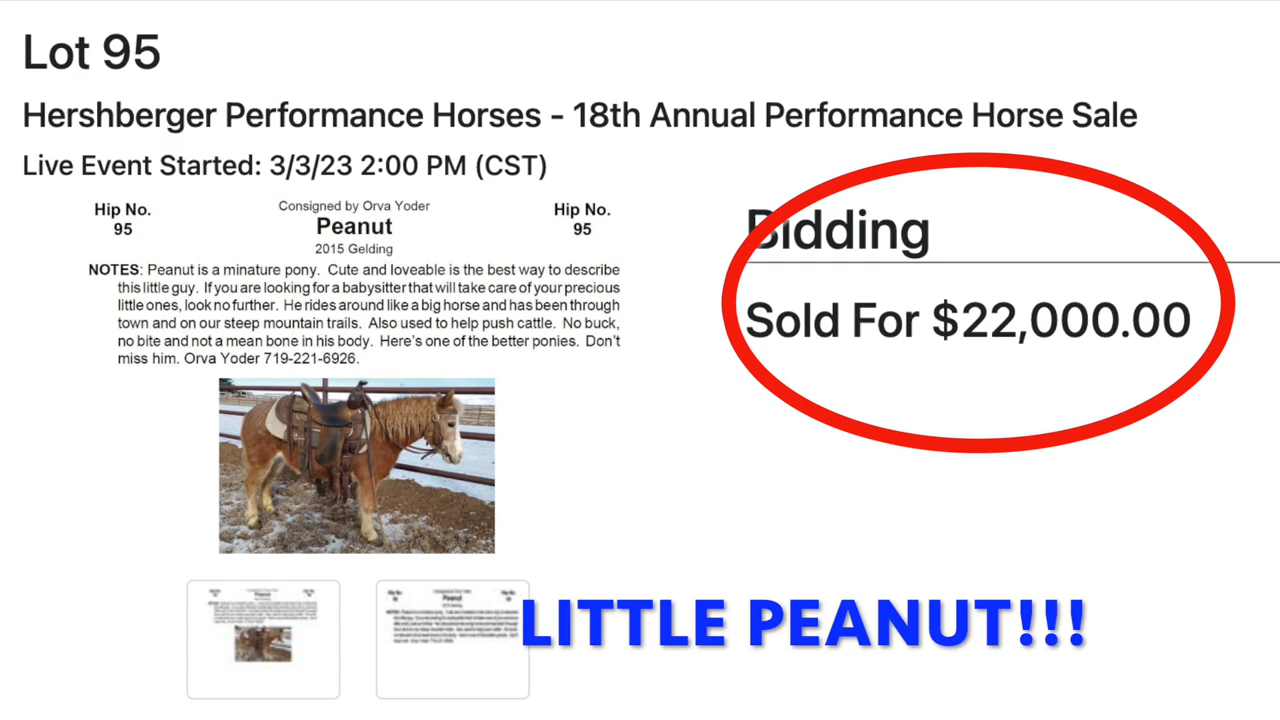 Lot 95
Hershberger Performance Horses - 18th Annual Performance Horse Sale
Live Event Started: 3/3/23 2:00 PM (CST)
Hip No.
95
Consigned by Orva Yoder
Peanut
2015 Gelding
Hip No.
95
NOTES: Peanut is a minature pony. Cute and loveable is the best way to describe
this little guy. If you are looking for a babysitter that will take care of your precious
little ones, look no further. He rides around like a big horse and has been through
town and on our steep mountain trails. Also used to help push cattle. No buck,
no bite and not a mean bone in his body. Here's one of the better ponies. Don't
miss him. Orva Yoder 719-221-6926.
Bidding
Sold For $22,000.00
LITTLE PEANUT!!!